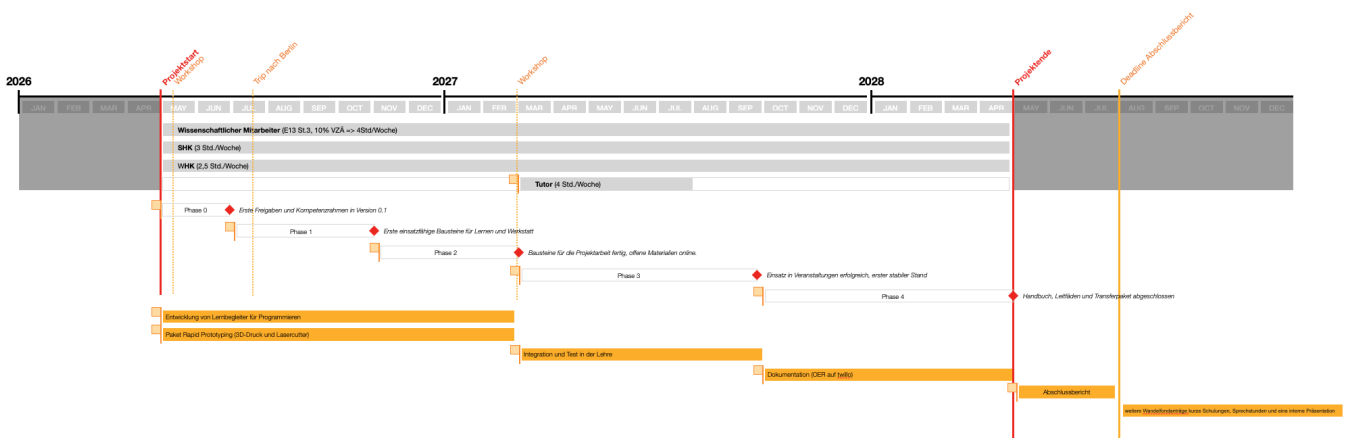 Projektstart
Workshop
Trip nach Berlin
Workshop
Projektende
Deadline Abschlussbericht
2026
2027
2028
JAN FEB MAR APR MAY JUN JUL AUG SEP OCT NOV DEC JAN FEB MAR APR MAY JUN JUL AUG SEP OCT NOV DEC JAN FEB MAR APR MAY JUN JUL AUG SEP OCT NOV DEC
Wissenschaftlicher Mitarbeiter (E13 St.3, 10% VZÄ => 4Std/Woche)
SHK (3 Std./Woche)
WHK (2,5 Std./Woche)
Tutor (4 Std./Woche)
Phase 0 Erste Freigaben und Kompetenzrahmen in Version 0.1
Phase 1 Erste einsatzfähige Bausteine für Lernen und Werkstatt
Phase 2 Bausteine für die Projektarbeit fertig, offene Materialien online.
Phase 3 Einsatz in Veranstaltungen erfolgreich, erster stabiler Stand
Phase 4 Handbuch, Leitfäden und Transferpaket abgeschlossen
Entwicklung von Lernbegleiter für Programmieren
Paket Rapid Prototyping (3D-Druck und Lasercutter)
Integration und Test in der Lehre
Dokumentation (OER auf twillo)
Abschlussbericht
weitere Wandelfondsnträge kurze Schulungen, Sprechstunden und eine interne Präsentation